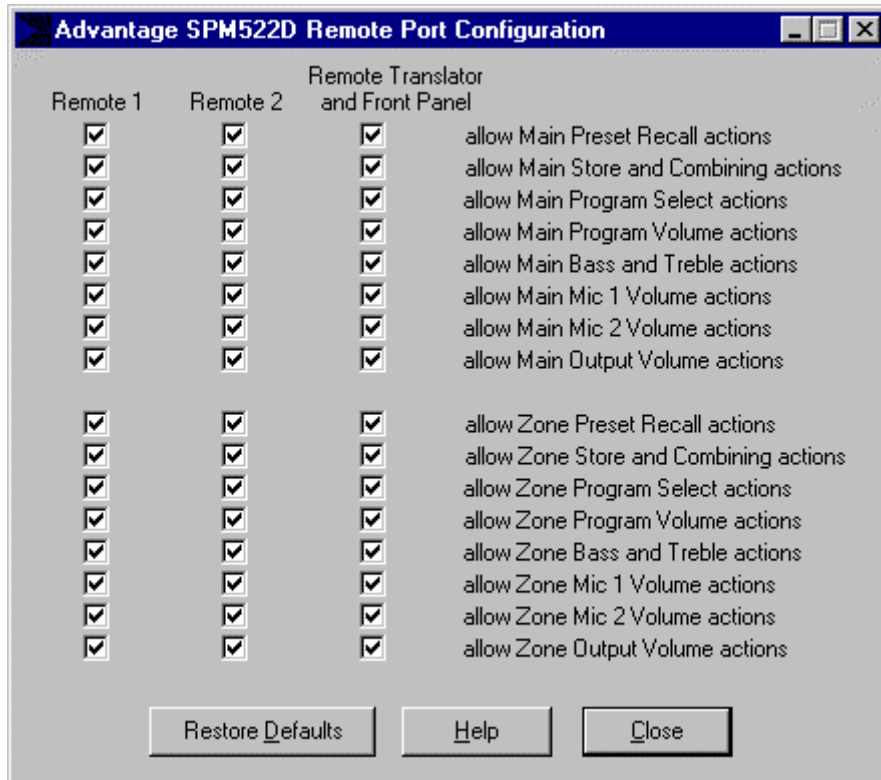 Advantage SPM522D Remote Port Configuration
Remote Translator
Remote 1 Remote 2 and Front Panel
allow Main Preset Recall actions
allow Main Store and Combining actions
allow Main Program Select actions
allow Main Program Volume actions
allow Main Bass and Treble actions
allow Main Mic 1 Volume actions
allow Main Mic 2 Volume actions
allow Main Output Volume actions
allow Zone Preset Recall actions
allow Zone Store and Combining actions
allow Zone Program Select actions
allow Zone Program Volume actions
allow Zone Bass and Treble actions
allow Zone Mic 1 Volume actions
allow Zone Mic 2 Volume actions
allow Zone Output Volume actions
Restore Defaults Help Close